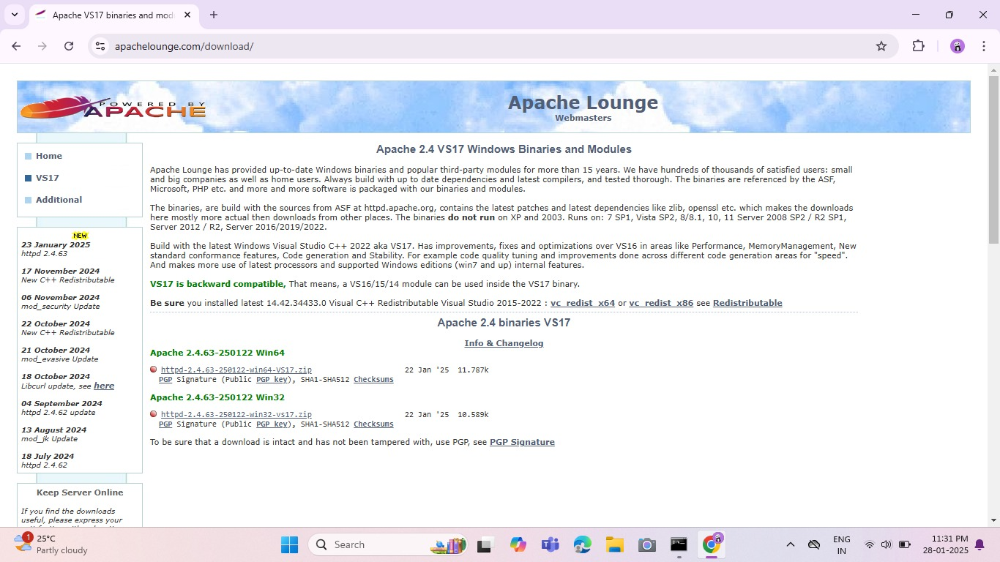 Apache VS17 binaries and mod
apachelounge.com/download/
POWERED BY
APACHE
Apache Lounge
Webmasters
Home
VS17
Additional
NEW
23 January 2025
httpd 2.4.63
17 November 2024
New C++ Redistributable
06 November 2024
mod_security Update
22 October 2024
New C++ Redistributable
21 October 2024
mod_evasive Update
18 October 2024
Libcurl update, see here
04 September 2024
httpd 2.4.62 update
13 August 2024
mod_jk Update
18 July 2024
httpd 2.4.62
Keep Server Online
If you find the downloads
useful, please express your
Apache 2.4 VS17 Windows Binaries and Modules
Apache Lounge has provided up-to-date Windows binaries and popular third-party modules for more than 15 years. We have hundreds of thousands of satisfied users: small
and big companies as well as home users. Always build with up to date dependencies and latest compilers, and tested thorough. The binaries are referenced by the ASF,
Microsoft, PHP etc. and more and more software is packaged with our binaries and modules.
The binaries, are build with the sources from ASF at httpd.apache.org, contains the latest patches and latest dependencies like zlib, openssl etc. which makes the downloads
here mostly more actual then downloads from other places. The binaries do not run on XP and 2003. Runs on: 7 SP1, Vista SP2, 8/8.1, 10, 11 Server 2008 SP2 / R2 SP1,
Server 2012 / R2, Server 2016/2019/2022.
Build with the latest Windows Visual Studio C++ 2022 aka VS17. Has improvements, fixes and optimizations over VS16 in areas like Performance, MemoryManagement, New
standard conformance features, Code generation and Stability. For example code quality tuning and improvements done across different code generation areas for "speed".
And makes more use of latest processors and supported Windows editions (win7 and up) internal features.
VS17 is backward compatible, That means, a VS16/15/14 module can be used inside the VS17 binary.
Be sure you installed latest 14.42.34433.0 Visual C++ Redistributable Visual Studio 2015-2022 : vc_redist_x64 or vc_redist_x86 see Redistributable
Apache 2.4 binaries VS17
Info & Changelog
Apache 2.4.63-250122 Win64
httpd-2.4.63-250122-win64-VS17.zip 22 Jan '25 11.787k
PGP Signature (Public PGP key), SHA1-SHA512 Checksums
Apache 2.4.63-250122 Win32
httpd-2.4.63-250122-win32-vs17.zip 22 Jan '25 10.589k
PGP Signature (Public PGP key), SHA1-SHA512 Checksums
To be sure that a download is intact and has not been tampered with, use PGP, see PGP Signature
1
25°C
Partly cloudy
Search
ENG
IN
11:31 PM
28-01-2025